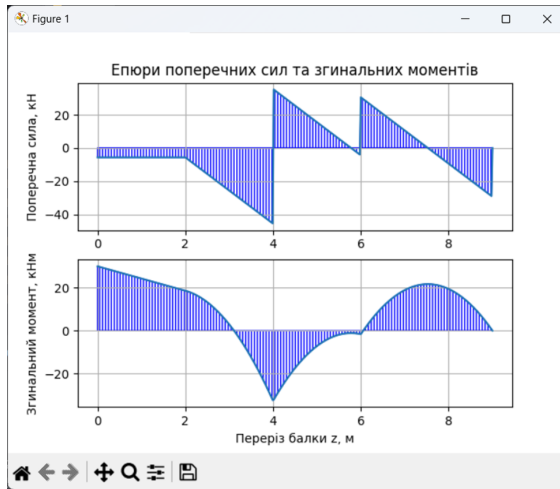 Figure 1
Епюри поперечних сил та згинальних моментів
Поперечна сила, кН
20
0
−20
−40
0 2 4 6 8
Згинальний момент, кНм
20
0
−20
0 2 4 6 8
Переріз балки z, м